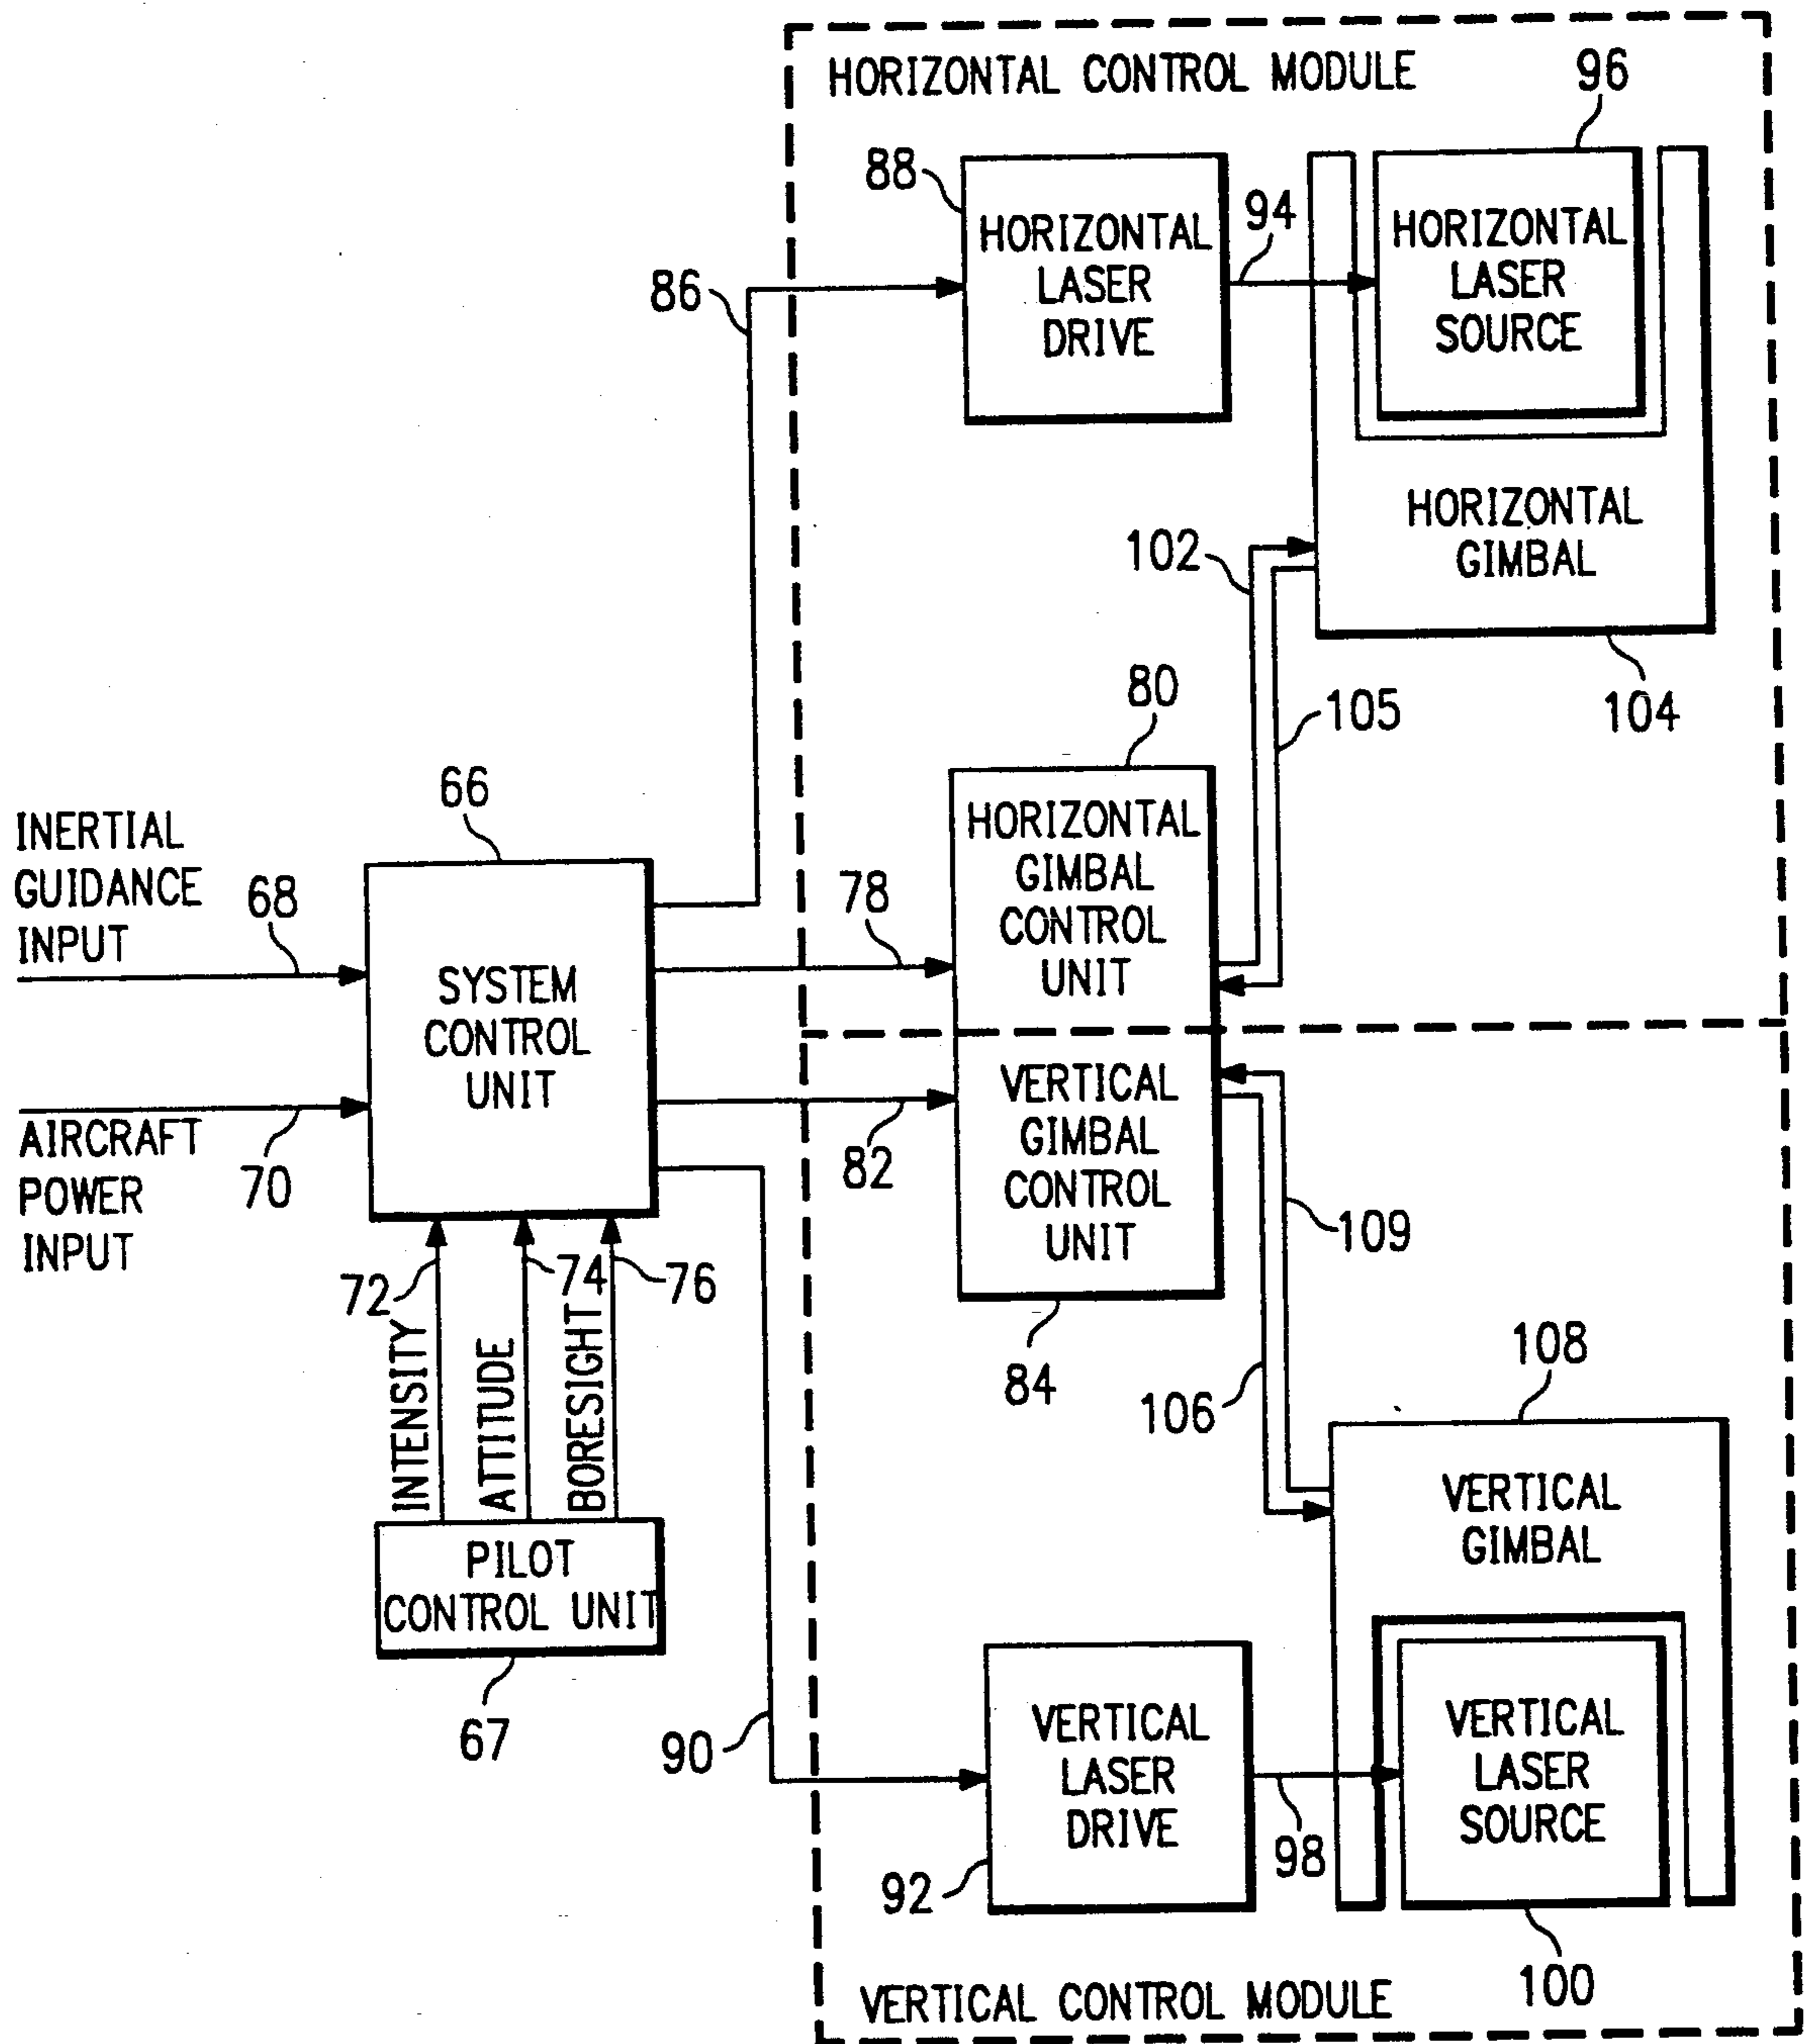 HORIZONTAL CONTROL MODULE
96
88
HORIZONTAL
LASER
DRIVE
94
HORIZONTAL
LASER
SOURCE
86
HORIZONTAL
GIMBAL
102
104
105
80
66
INERTIAL
GUIDANCE
INPUT
68
SYSTEM
CONTROL
UNIT
78
HORIZONTAL
GIMBAL
CONTROL
UNIT
AIRCRAFT
POWER
INPUT
70
82
VERTICAL
GIMBAL
CONTROL
UNIT
84
109
106
72
74
76
INTENSITY
ATTITUDE
BORESIGHT
PILOT
CONTROL UNIT
67
90
108
VERTICAL
GIMBAL
VERTICAL
LASER
DRIVE
92
98
VERTICAL
LASER
SOURCE
100
VERTICAL CONTROL MODULE